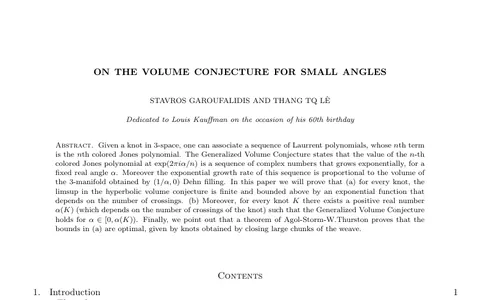 ON THE VOLUME CONJECTURE FOR SMALL ANGLES
STAVROS GAROUFALIDIS AND THANG TQ LÊ
Dedicated to Louis Kauffman on the occasion of his 60th birthday
Abstract. Given a knot in 3-space, one can associate a sequence of Laurrent polynomials, whose nth term
is the nth colored Jones polynomial. The Generalized Volume Conjecture states that the value of the n-th
colored Jones polynomial at exp(2πiα/n) is a sequence of complex numbers that grows exponentially, for a
fixed real angle α. Moreover the exponential growth rate of this sequence is proportional to the volume of
the 3-manifold obtained by (1/α, 0) Dehn filling. In this paper we will prove that (a) for every knot, the
limsup in the hyperbolic volume conjecture is finite and bounded above by an exponential function that
depends on the number of crossings. (b) Moreover, for every knot K there exists a positive real number
α(K) (which depends on the number of crossings of the knot) such that the Generalized Volume Conjecture
holds for α ∈ [0, α(K)). Finally, we point out that a theorem of Agol-Storm-W.Thurston proves that the
bounds in (a) are optimal, given by knots obtained by closing large chunks of the weave.
Contents
1. Introduction 1